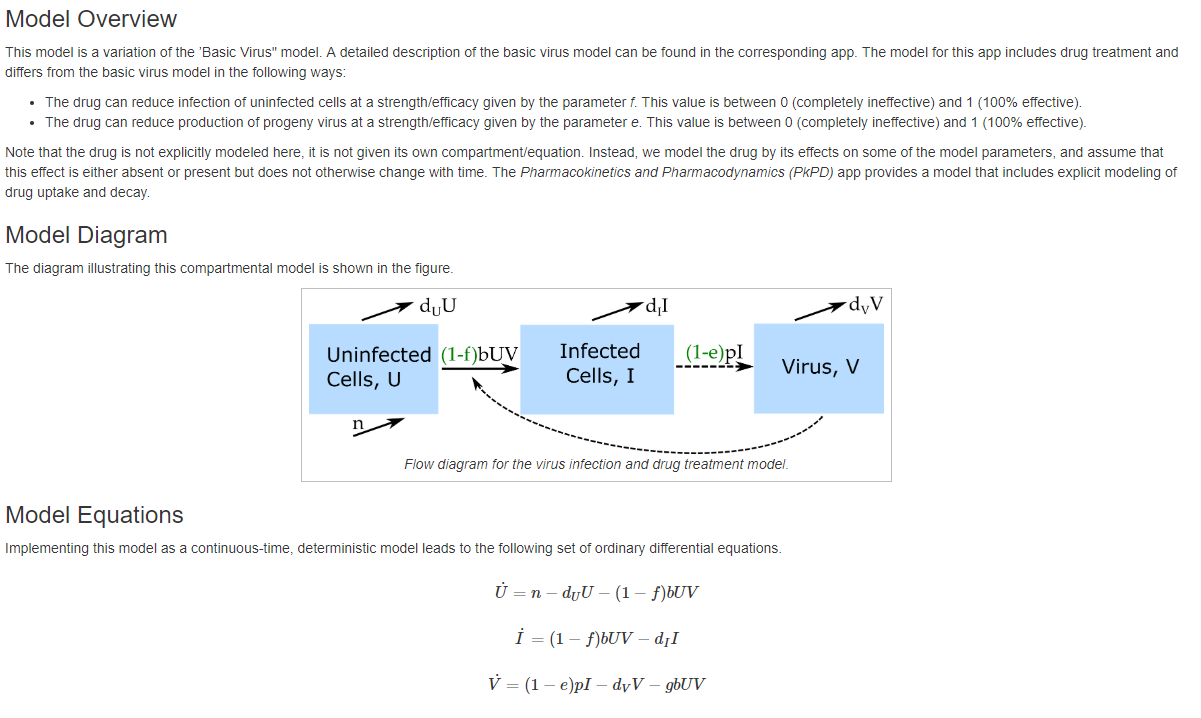 Model Overview
This model is a variation of the 'Basic Virus" model. A detailed description of the basic virus model can be found in the corresponding app. The model for this app includes drug treatment and
differs from the basic virus model in the following ways:
• The drug can reduce infection of uninfected cells at a strength/efficacy given by the parameter f. This value is between 0 (completely ineffective) and 1 (100% effective).
• The drug can reduce production of progeny virus at a strength/efficacy given by the parameter e. This value is between 0 (completely ineffective) and 1 (100% effective).
Note that the drug is not explicitly modeled here, it is not given its own compartment/equation. Instead, we model the drug by its effects on some of the model parameters, and assume that
this effect is either absent or present but does not otherwise change with time. The Pharmacokinetics and Pharmacodynamics (PkPD) app provides a model that includes explicit modeling of
drug uptake and decay.
Model Diagram
The diagram illustrating this compartmental model is shown in the figure.
d_U U
d_I I
d_v V
Uninfected
Cells, U
(1-f)bUV
Infected
Cells, I
(1-e)pI
Virus, V
n
Flow diagram for the virus infection and drug treatment model.
Model Equations
Implementing this model as a continuous-time, deterministic model leads to the following set of ordinary differential equations.
U̇ = n − d_U U − (1 − f)bUV
İ = (1 − f)bUV − d_I I
V̇ = (1 − e)pI − d_V V − gbUV